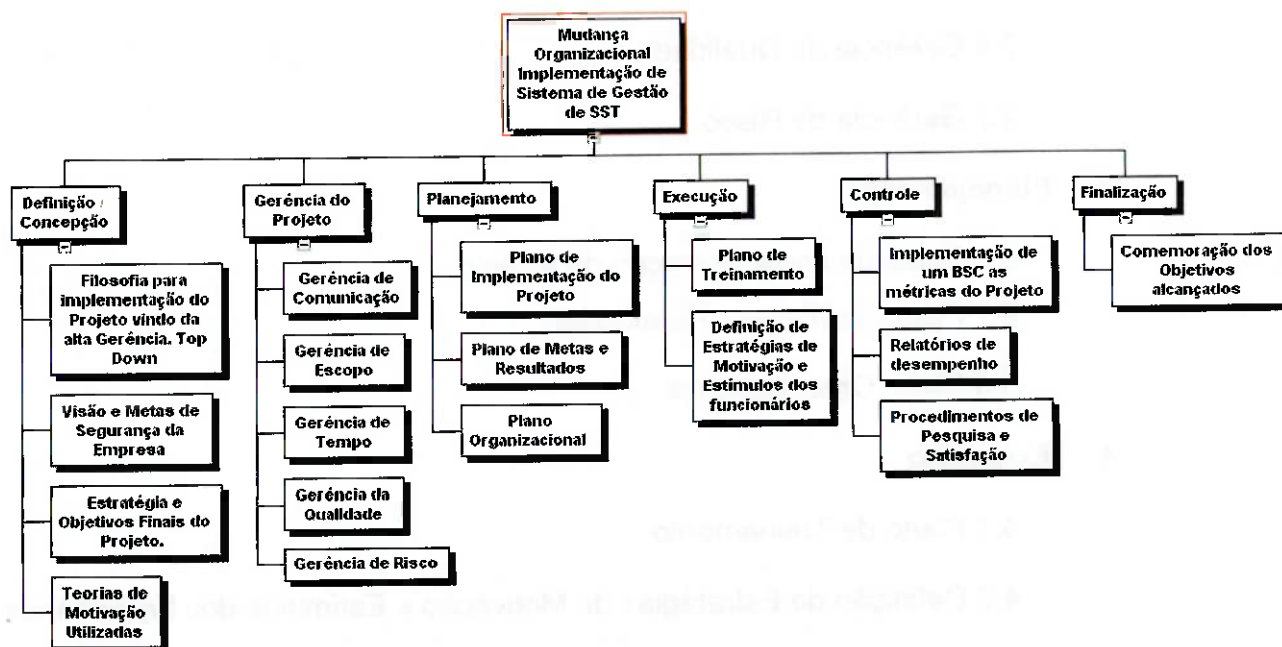 Mudança
Organizacional
Implementação de
Sistema de Gestão
de SST
Definição /
Concepção
Filosofia para
implementação do
Projeto vindo da
alta Gerência. Top
Down
Visão e Metas de
Segurança da
Empresa
Estratégia e
Objetivos Finais do
Projeto.
Teorias de
Motivação
Utilizadas
Gerência do
Projeto
Gerência de
Comunicação
Gerência de
Escopo
Gerência de
Tempo
Gerência da
Qualidade
Gerência de Risco
Planejamento
Plano de
Implementação do
Projeto
Plano de Metas e
Resultados
Plano
Organizacional
Execução
Plano de
Treinamento
Definição de
Estratégias de
Motivação e
Estímulos dos
funcionários
Controle
Implementação de
um BSC as
métricas do Projeto
Relatórios de
desempenho
Procedimentos de
Pesquisa e
Satisfação
Finalização
Comemoração dos
Objetivos
alcançados
4.1 Plano de Treinamento